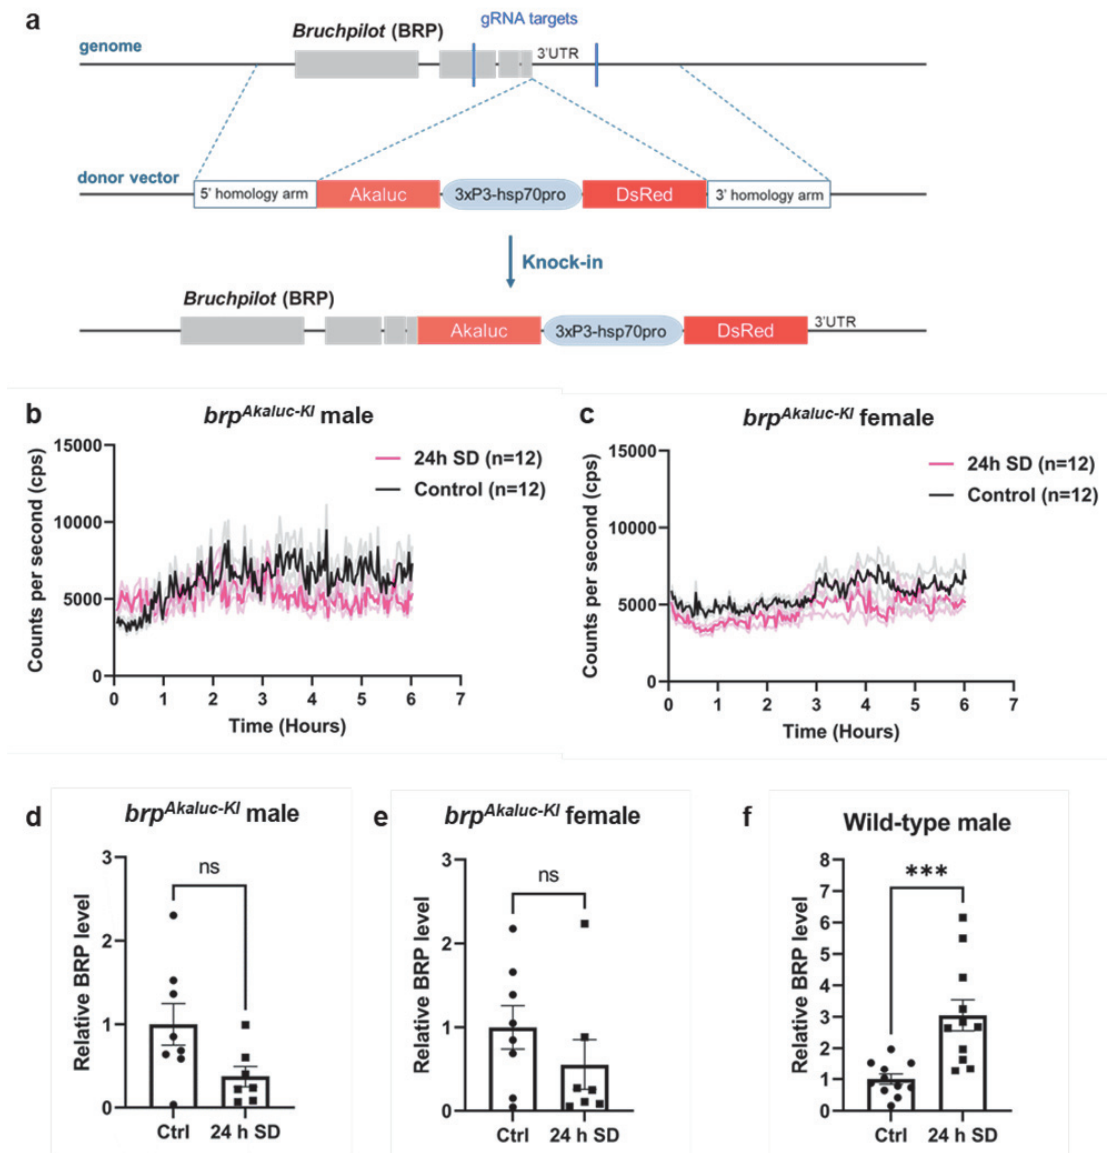 a
genome
Bruchpilot (BRP)
gRNA targets
3'UTR
donor vector
5' homology arm
Akaluc
3xP3-hsp70pro
DsRed
3' homology arm
Knock-in
Bruchpilot (BRP)
Akaluc
3xP3-hsp70pro
DsRed
3'UTR
b
brpAkaluc-KI male
Counts per second (cps)
15000
10000
5000
0
24h SD (n=12)
Control (n=12)
0 1 2 3 4 5 6 7
Time (Hours)
c
brpAkaluc-KI female
Counts per second (cps)
15000
10000
5000
0
24h SD (n=12)
Control (n=12)
0 1 2 3 4 5 6 7
Time (Hours)
d
brpAkaluc-KI male
Relative BRP level
3
2
1
0
ns
Ctrl 24 h SD
e
brpAkaluc-KI female
Relative BRP level
3
2
1
0
ns
Ctrl 24 h SD
f
Wild-type male
Relative BRP level
8
7
6
5
4
3
2
1
0
***
Ctrl 24 h SD